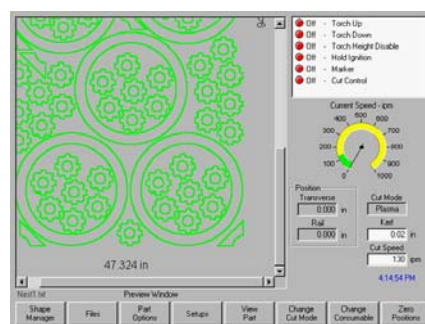 Off - Torch Up
Off - Torch Down
Off - Torch Height Disable
Off - Hold Ignition
Off - Marker
Off - Cut Control
Current Speed - ipm
400 500 600
300 700
200 800
100 900
0 1000
Position
Transverse
0.000 in
Rail
0.000 in
Cut Mode
Plasma
Kerf
0.02 in
Cut Speed
130 ipm
47.324 in
4:14:54 PM
Nest1.txt Preview Window
Shape Manager
Files
Part Options
Setups
View Part
Change Cut Mode
Change Consumable
Zero Positions